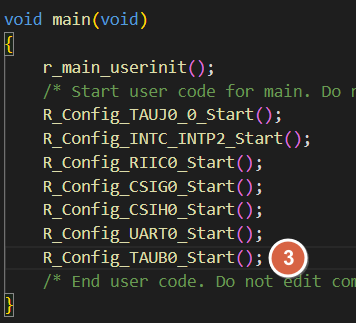 void main(void)
{
r_main_userinit();
/* Start user code for main. Do
R_Config_TAUJ0_0_Start();
R_Config_INTC_INTP2_Start();
R_Config_RIIC0_Start();
R_Config_CSIG0_Start();
R_Config_CSIH0_Start();
R_Config_UART0_Start();
R_Config_TAUB0_Start(); 3
/* End user code. Do not edit com
}